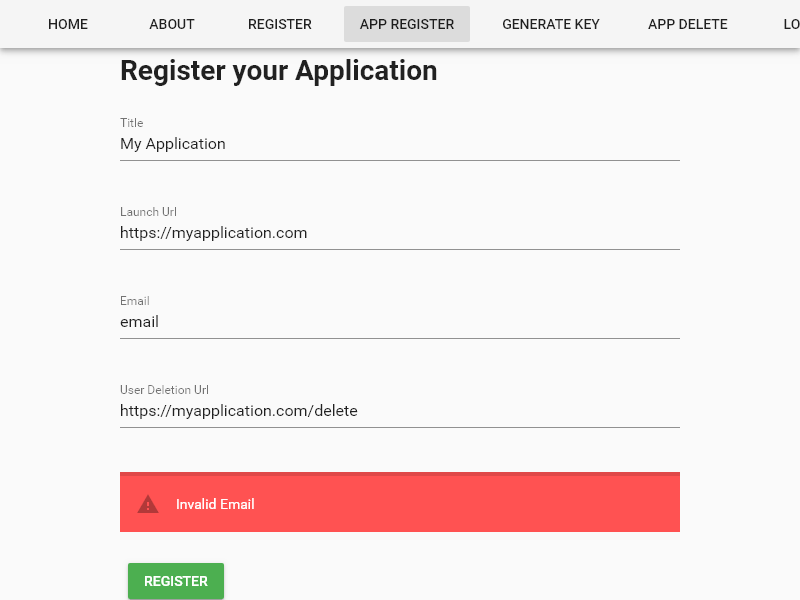 HOME ABOUT REGISTER APP REGISTER GENERATE KEY APP DELETE LO
Register your Application
Title
My Application
Launch Url
https://myapplication.com
Email
email
User Deletion Url
https://myapplication.com/delete
Invalid Email
REGISTER